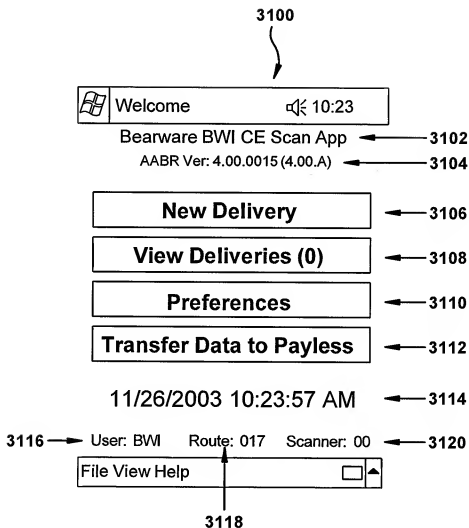 3100
Welcome 10:23
Bearware BWI CE Scan App 3102
AABR Ver: 4.00.0015 (4.00.A) 3104
New Delivery 3106
View Deliveries (0) 3108
Preferences 3110
Transfer Data to Payless 3112
11/26/2003 10:23:57 AM 3114
3116 User: BWI Route: 017 Scanner: 00 3120
File View Help
3118